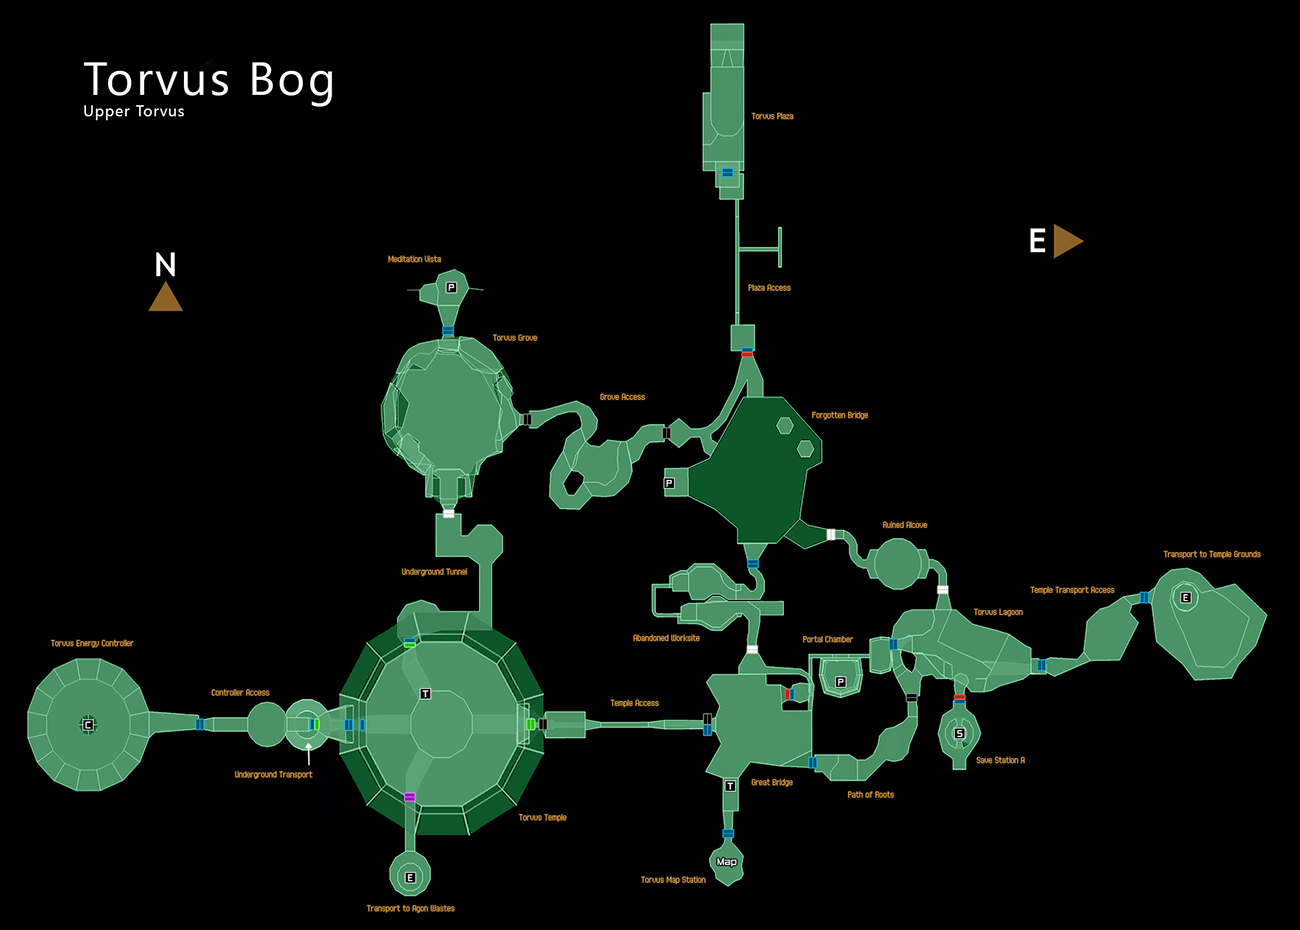 Torvus Bog
Upper Torvus
Torvus Plaza
N
E
Meditation Vista
P
Plaza Access
Torvus Grove
Grove Access
Forgotten Bridge
P
Ruined Alcove
Transport to Temple Grounds
Underground Tunnel
Temple Transport Access
E
Torvus Lagoon
Abandoned Worksite
Portal Chamber
Torvus Energy Controller
P
Controller Access
T
Temple Access
C
S
Save Station A
Underground Transport
Great Bridge
T
Path of Roots
Torvus Temple
Map
Torvus Map Station
E
Transport to Agon Wastes